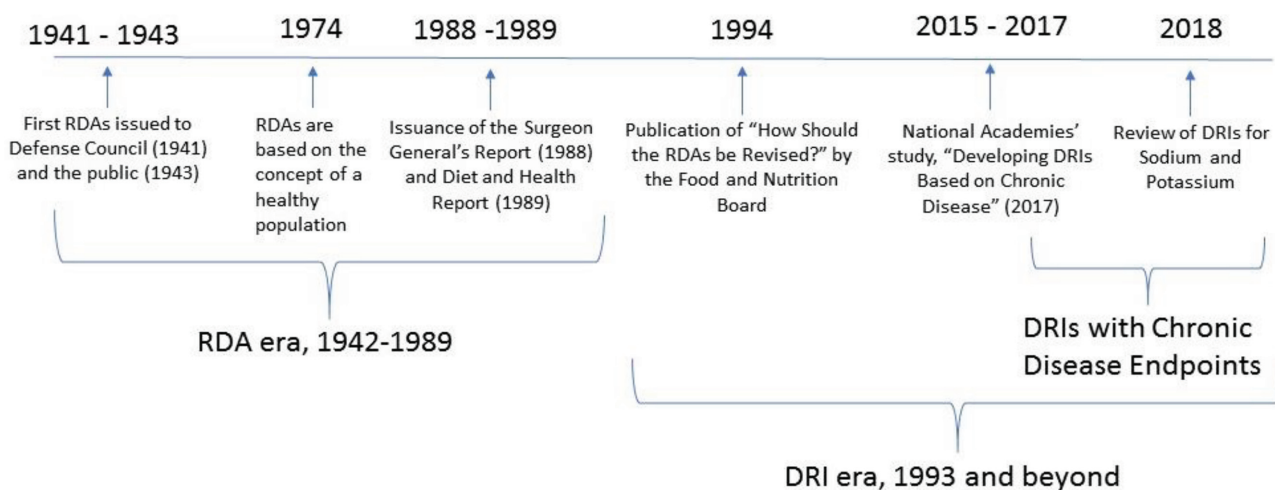 1941 - 1943
1974
1988 -1989
1994
2015 - 2017
2018
First RDAs issued to
Defense Council (1941)
and the public (1943)
RDAs are
based on the
concept of a
healthy
population
Issuance of the Surgeon
General’s Report (1988)
and Diet and Health
Report (1989)
Publication of “How Should
the RDAs be Revised?” by
the Food and Nutrition
Board
National Academies’
study, “Developing DRIs
Based on Chronic
Disease” (2017)
Review of DRIs for
Sodium and
Potassium
RDA era, 1942-1989
DRIs with Chronic
Disease Endpoints
DRI era, 1993 and beyond